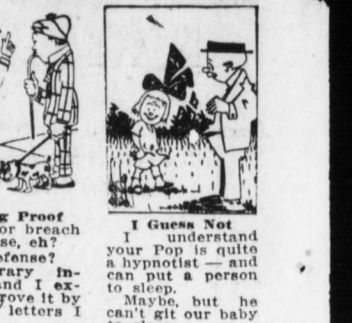 g Proof
or breach
se, eh?
efense?
rary in-
and I ex-
rove it by
letters I
I Guess Not
I understand
your Pop is quite
a hypnotist — and
can put a person
to sleep.
Maybe, but he
can't git our baby